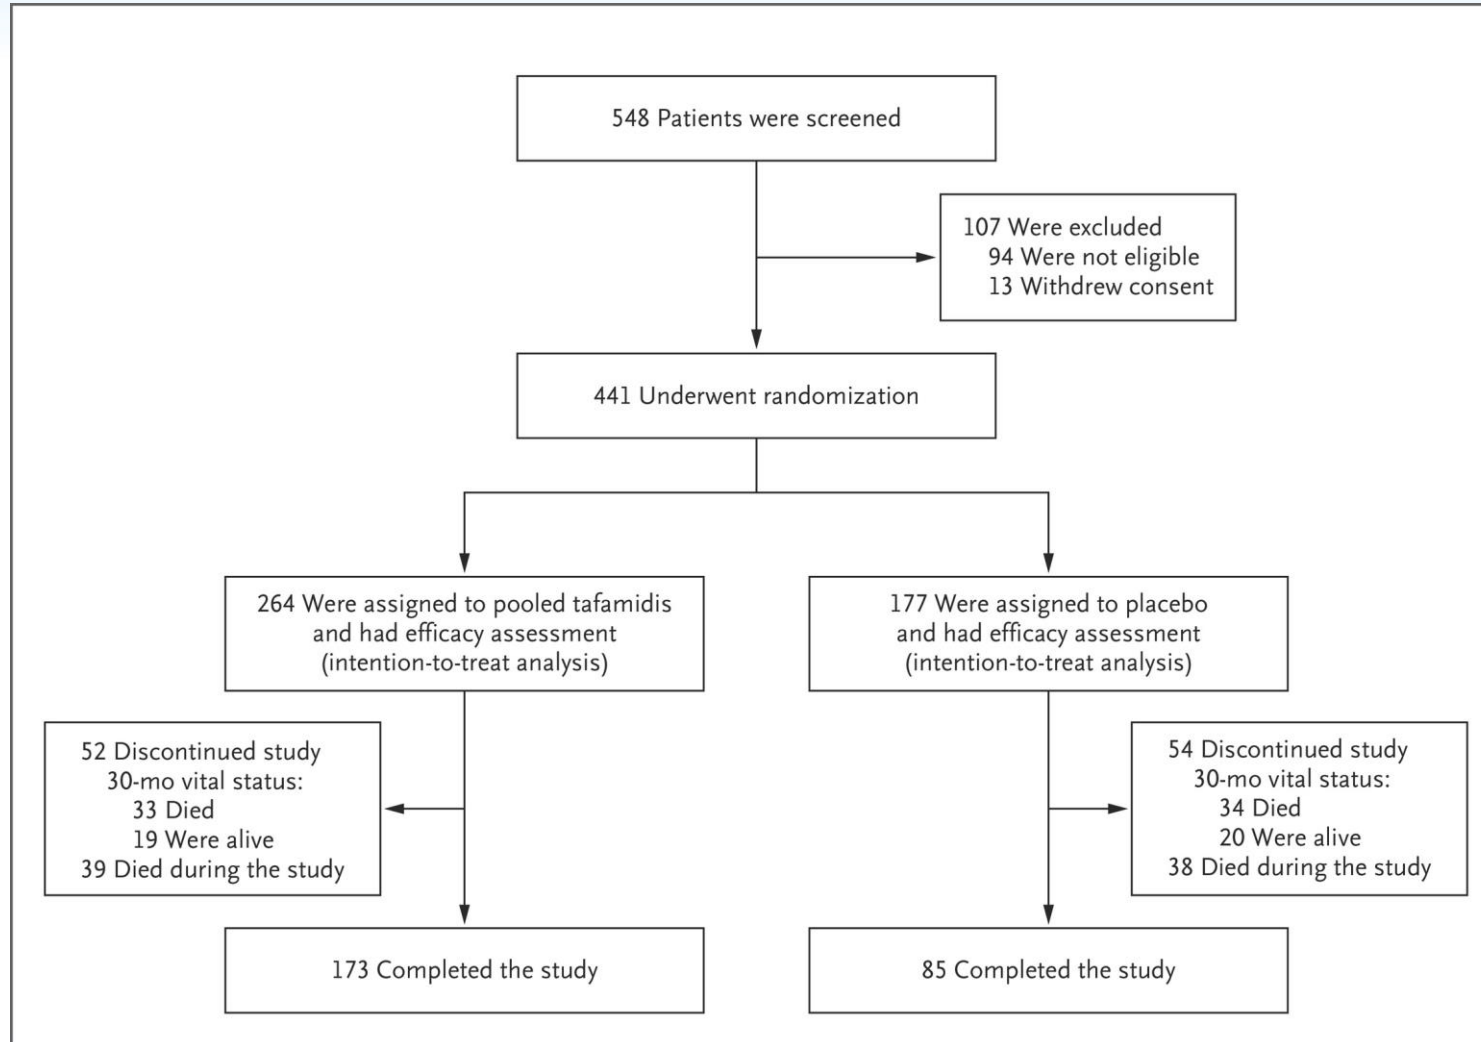 548 Patients were screened
107 Were excluded
94 Were not eligible
13 Withdrew consent
441 Underwent randomization
264 Were assigned to pooled tafamidis
and had efficacy assessment
(intention-to-treat analysis)
177 Were assigned to placebo
and had efficacy assessment
(intention-to-treat analysis)
52 Discontinued study
30-mo vital status:
33 Died
19 Were alive
39 Died during the study
54 Discontinued study
30-mo vital status:
34 Died
20 Were alive
38 Died during the study
173 Completed the study
85 Completed the study